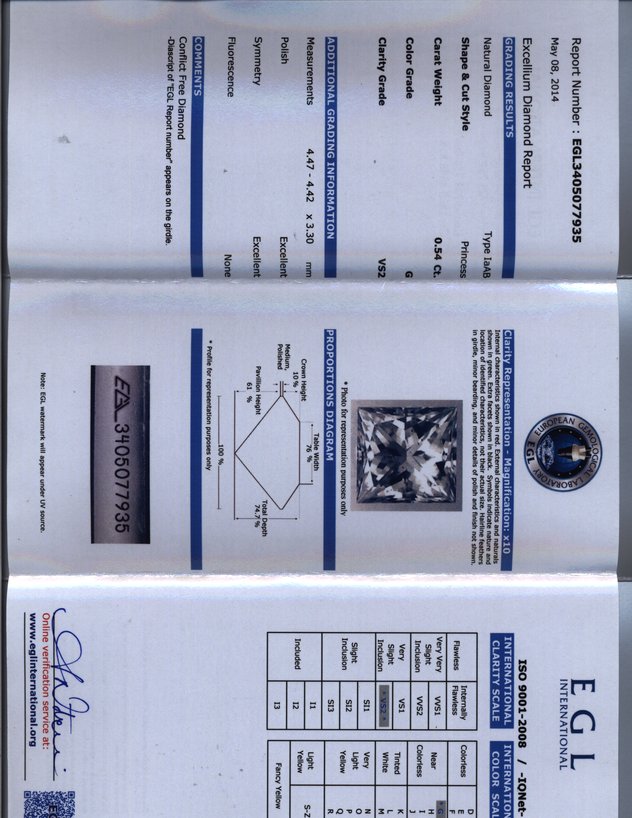 Report Number : EGL3405077935
May 08, 2014
Excellium Diamond Report
GRADING RESULTS
Natural Diamond Type IaAB
Shape & Cut Style Princess
Carat Weight 0.54 Ct.
Color Grade G
Clarity Grade VS2
ADDITIONAL GRADING INFORMATION
Measurements 4.47 - 4.42 x 3.30 mm
Polish Excellent
Symmetry Excellent
Fluorescence None
COMMENTS
Conflict Free Diamond
-Diascript of "EGL Report number" appears on the girdle.
EUROPEAN GEMOLOGICAL LABORATORY
EGL
Clarity Representation - Magnification: x10
Internal characteristics shown in red. External characteristics and naturals
shown in green. Extra facets shown in black. Symbols indicate nature and
location of identified characteristics, not their actual size. Hairline feathers
in girdle, minor bearding, and minor details of polish and finish not shown.
* Photo for representation purposes only
PROPORTIONS DIAGRAM
Table Width
76 %
Crown Height
10 %
Medium,
Polished
Pavillion Height
61 %
Total Depth
74.7 %
100 %
* Profile for representation purposes only
EGL 3405077935
Note: EGL watermark will appear under UV source.
EGL
INTERNATIONAL
ISO 9001-2008 / -IQNet-
INTERNATIONAL
CLARITY SCALE
Flawless
Internally
Flawless
Very Very
Slight
Inclusion
VVS1
VVS2
Very
Slight
Inclusion
VS1
* VS2 *
Slight
Inclusion
SI1
SI2
SI3
Included
I1
I2
I3
INTERNATION
COLOR SCAL
Colorless
D
E
F
Near
Colorless
* G
H
I
J
Tinted
White
K
L
M
Very
Light
Yellow
N
O
P
Q
R
Light
Yellow
S-Z
Fancy Yellow
Online verification service at:
www.eglinternational.org